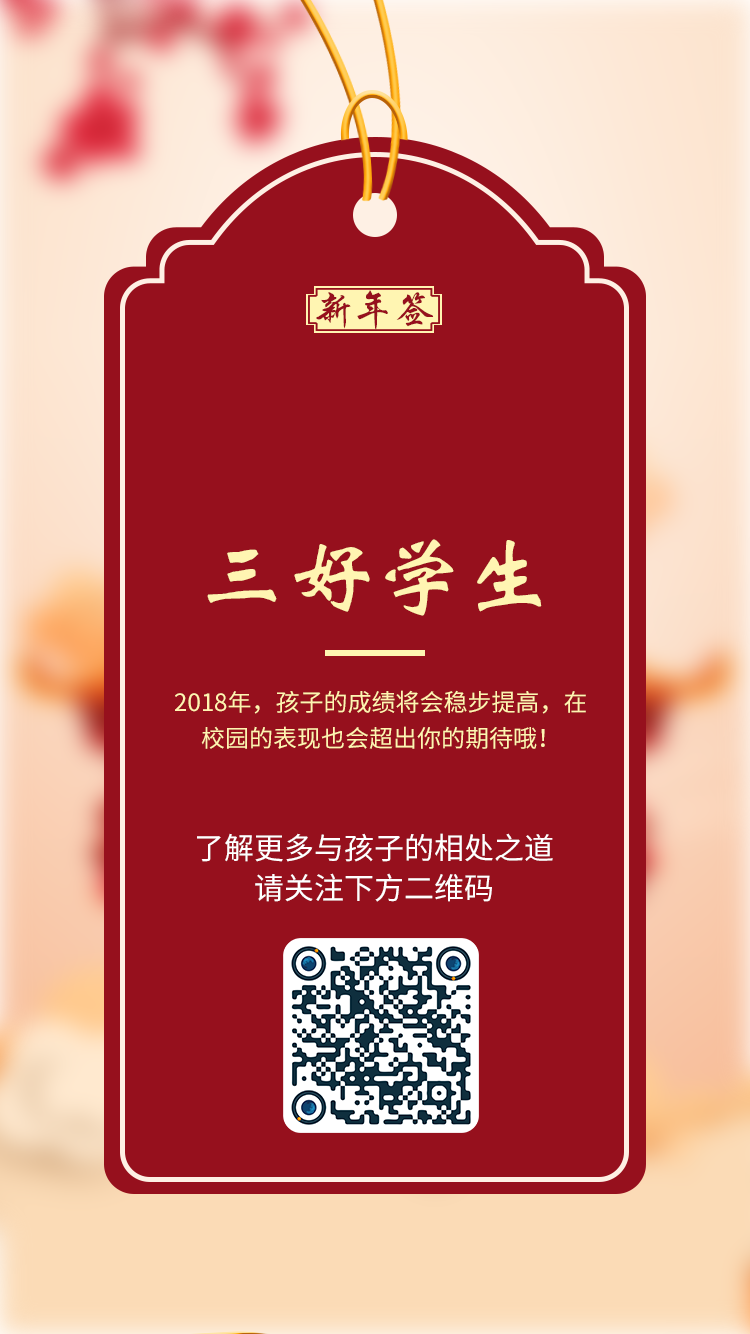 新年签
三好学生
2018年，孩子的成绩将会稳步提高，在
校园的表现也会超出你的期待哦！
了解更多与孩子的相处之道
请关注下方二维码